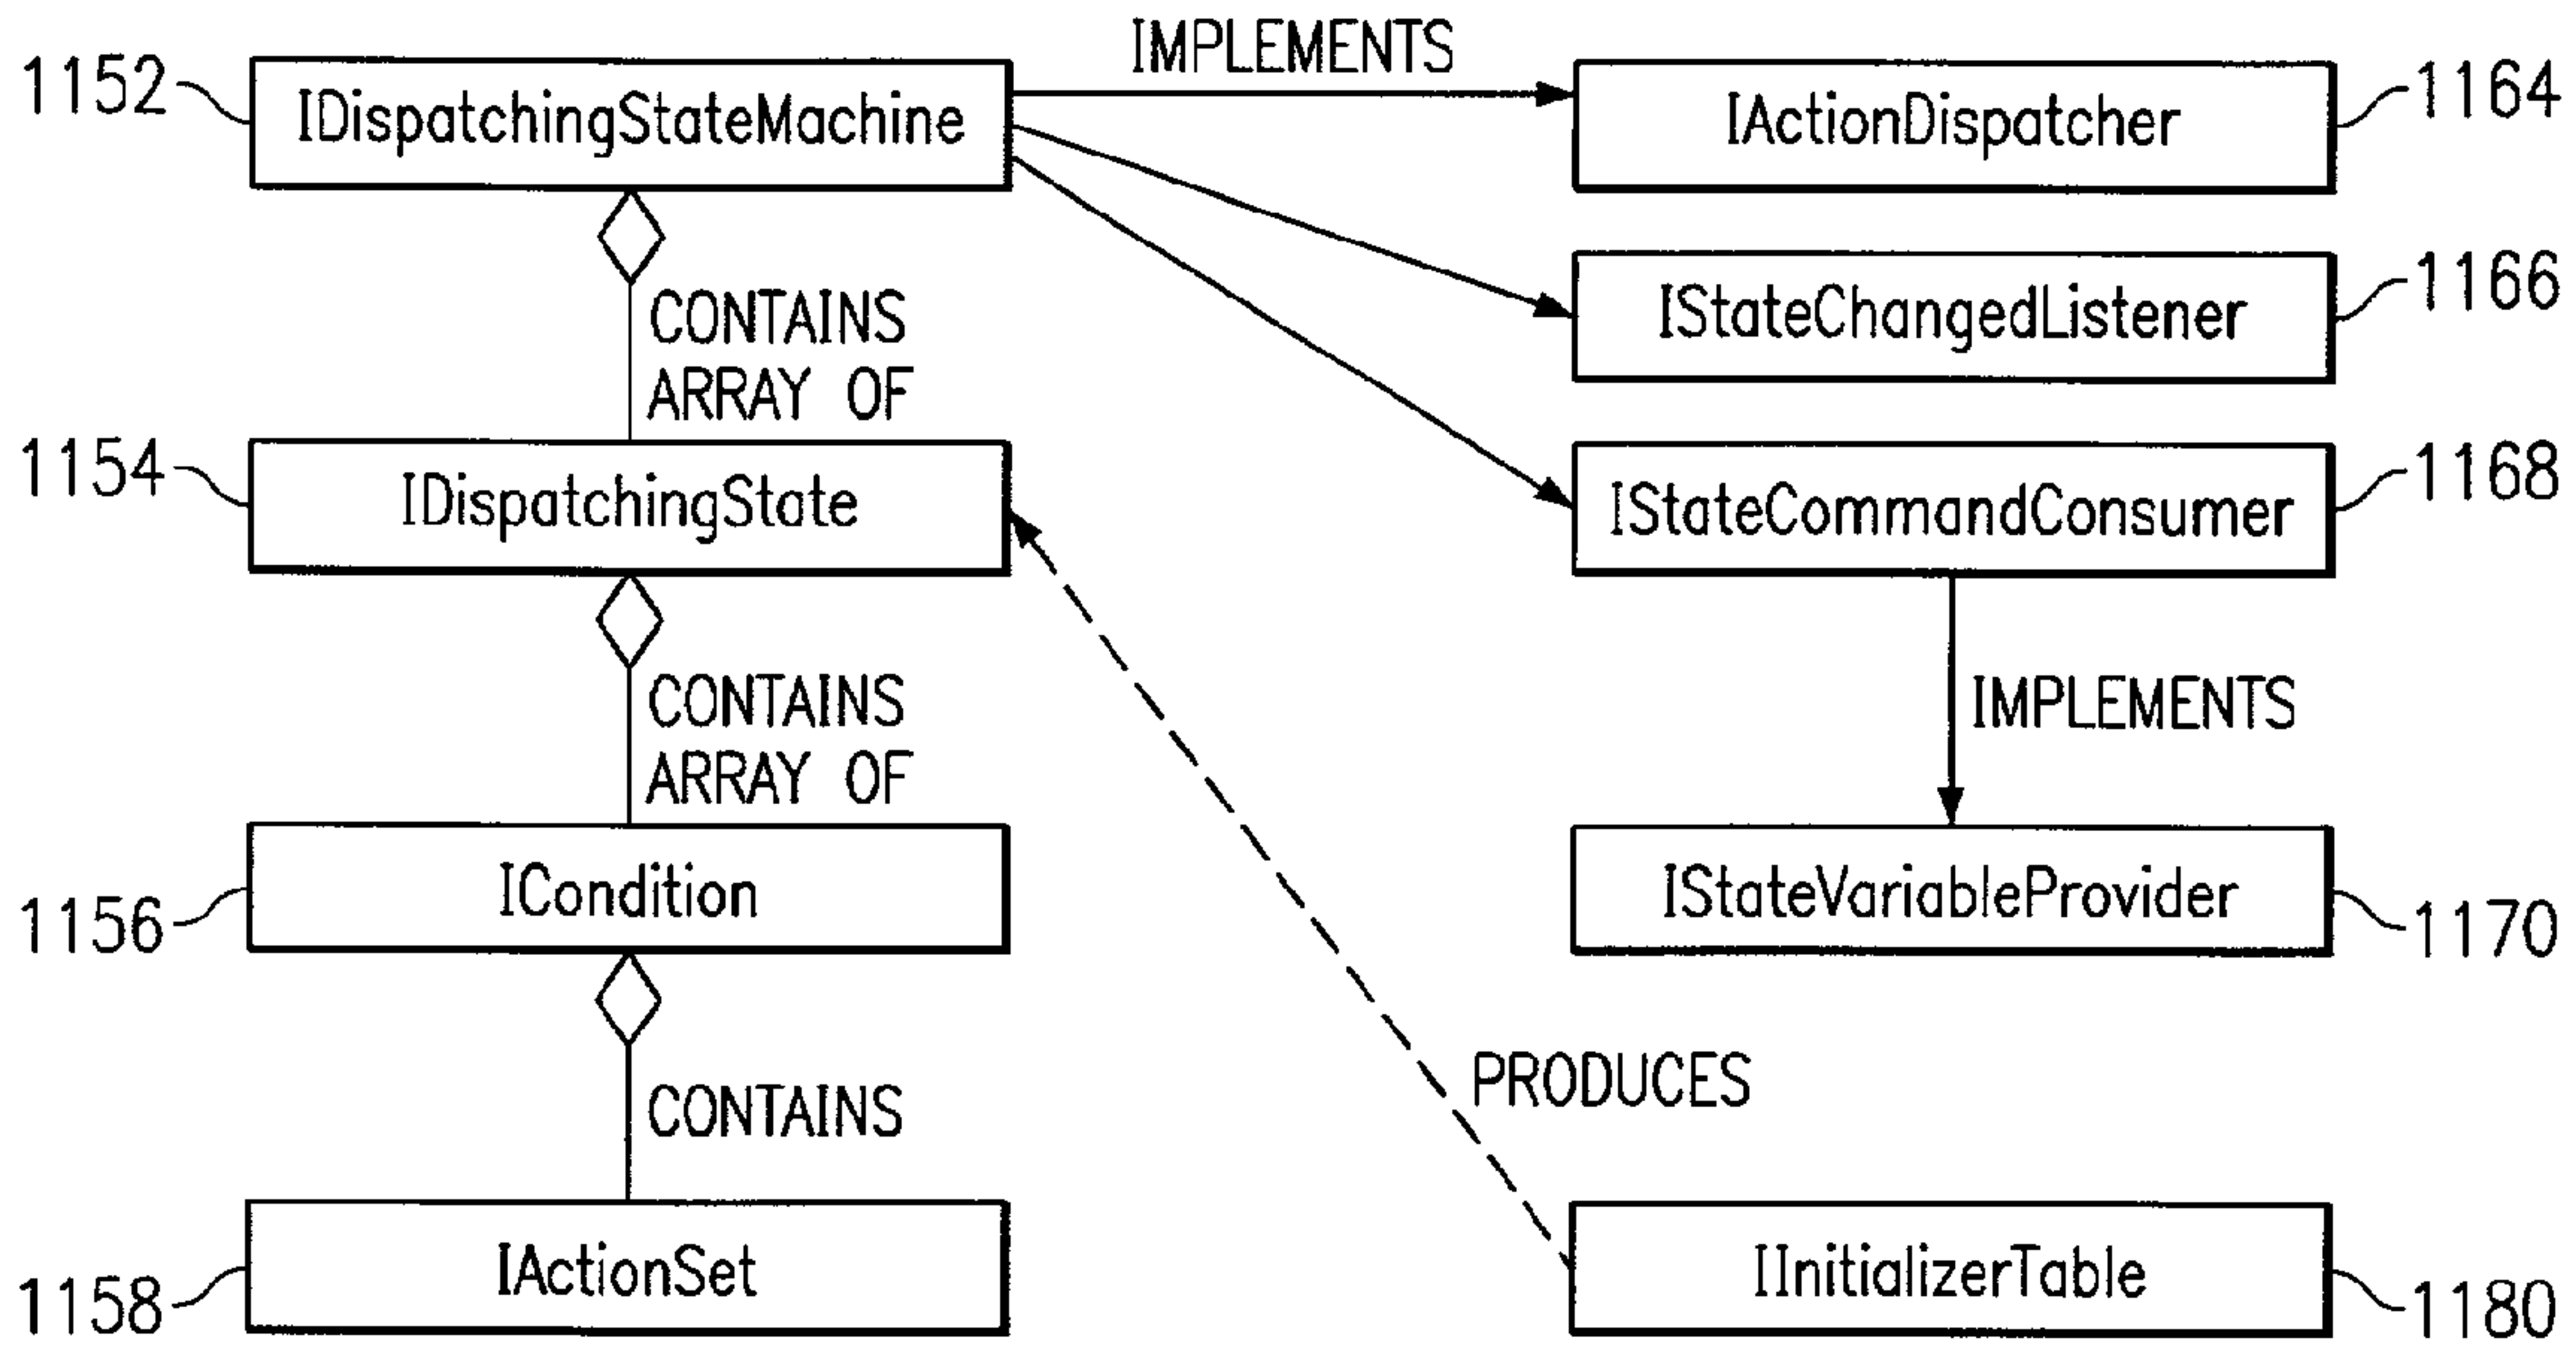 IMPLEMENTS
1152
IDispatchingStateMachine
IActionDispatcher
1164
CONTAINS
ARRAY OF
IStateChangedListener
1166
1154
IDispatchingState
IStateCommandConsumer
1168
CONTAINS
ARRAY OF
IMPLEMENTS
1156
ICondition
IStateVariableProvider
1170
CONTAINS
PRODUCES
1158
IActionSet
IInitializerTable
1180